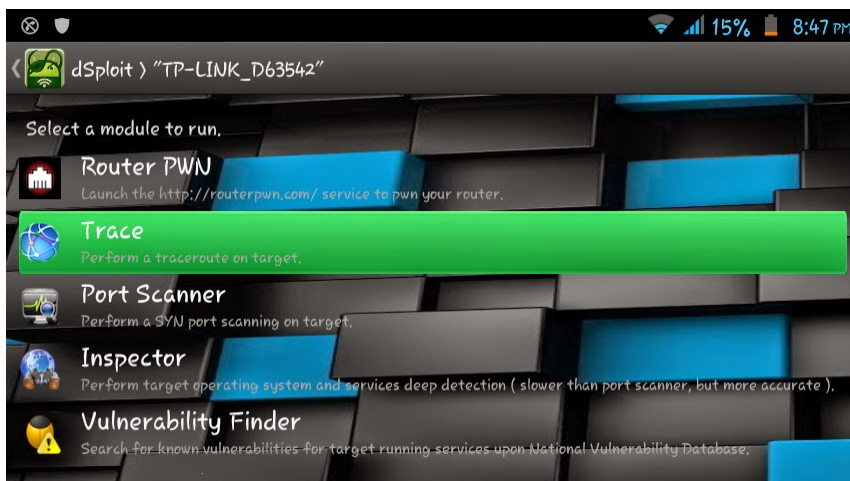 15% 8:47 PM
dSploit > "TP-LINK_D63542"
Select a module to run.
Router PWN
Launch the http://routerpwn.com/ service to pwn your router.
Trace
Perform a traceroute on target.
Port Scanner
Perform a SYN port scanning on target.
Inspector
Perform target operating system and services deep detection ( slower than port scanner, but more accurate ).
Vulnerability Finder
Search for known vulnerabilities for target running services upon National Vulnerability Database.